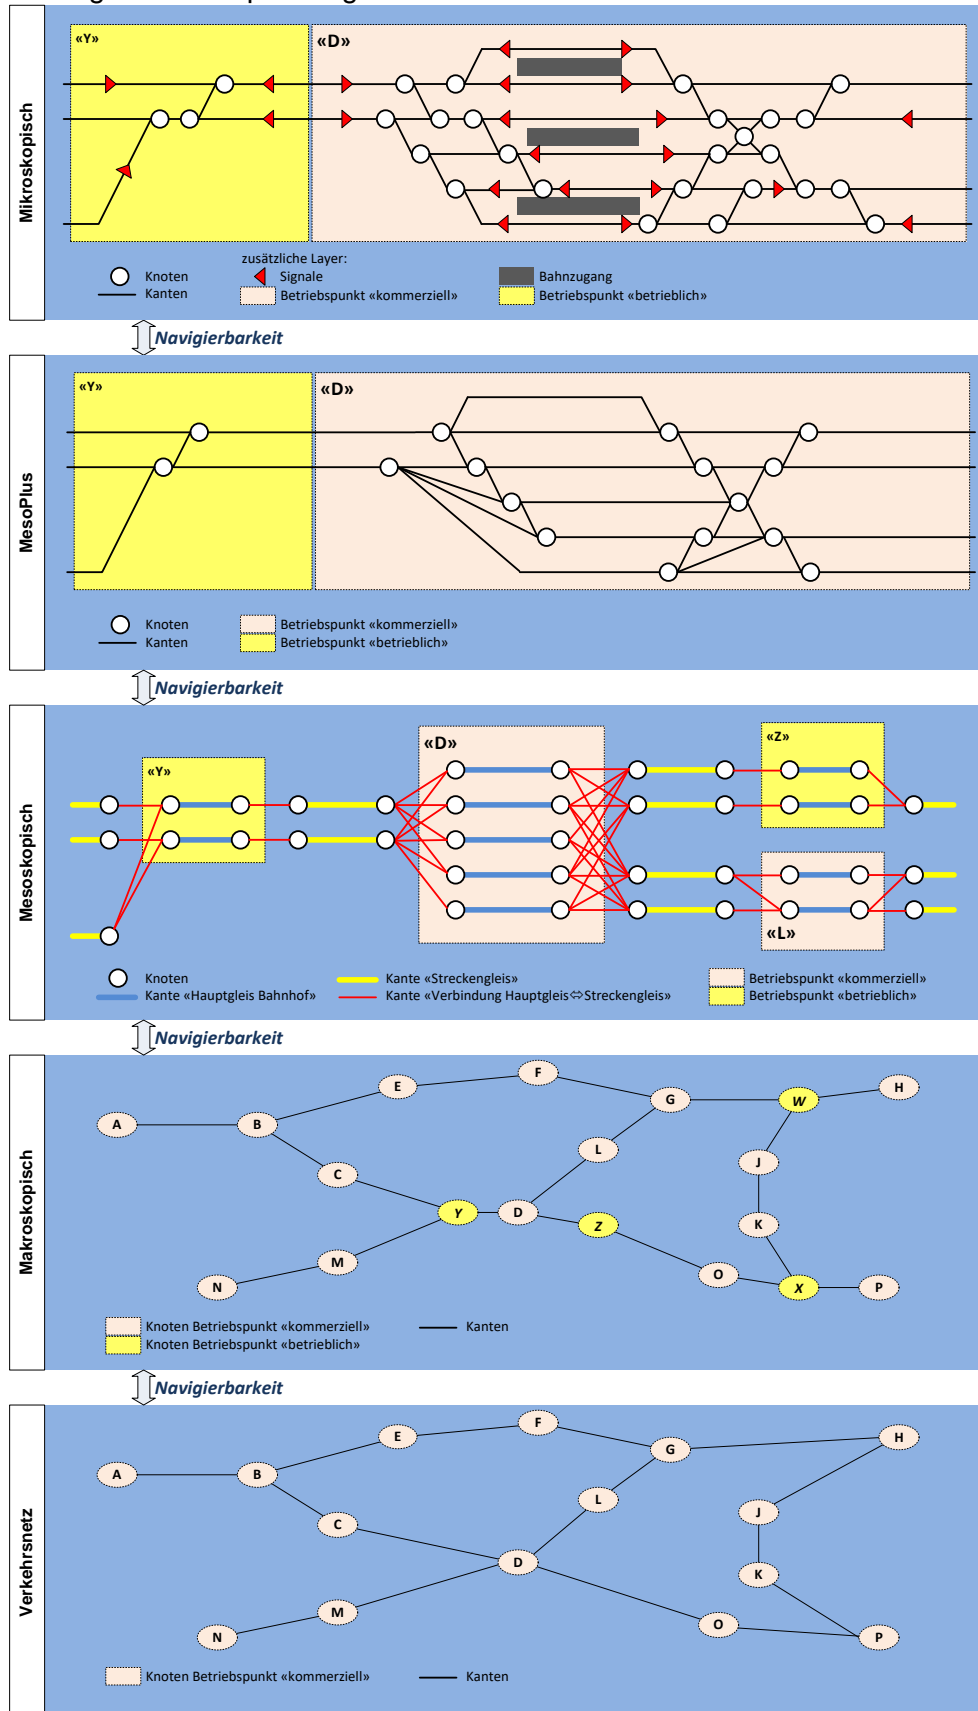 Mikroskopisch
«Y»
«D»
zusätzliche Layer:
Knoten
Signale
Bahnzugang
Kanten
Betriebspunkt «kommerziell»
Betriebspunkt «betrieblich»
Navigierbarkeit
MesoPlus
«Y»
«D»
Knoten
Betriebspunkt «kommerziell»
Kanten
Betriebspunkt «betrieblich»
Navigierbarkeit
Mesoskopisch
«Y»
«D»
«Z»
«L»
Knoten
Kante «Streckengleis»
Betriebspunkt «kommerziell»
Kante «Hauptgleis Bahnhof»
Kante «Verbindung Hauptgleis⇔Streckengleis»
Betriebspunkt «betrieblich»
Navigierbarkeit
Makroskopisch
F
E
H
G
W
A
B
L
J
C
Y
D
Z
K
M
O
N
X
P
Knoten Betriebspunkt «kommerziell»
Kanten
Knoten Betriebspunkt «betrieblich»
Navigierbarkeit
Verkehrsnetz
F
E
H
G
A
B
L
J
C
D
K
M
O
N
P
Knoten Betriebspunkt «kommerziell»
Kanten